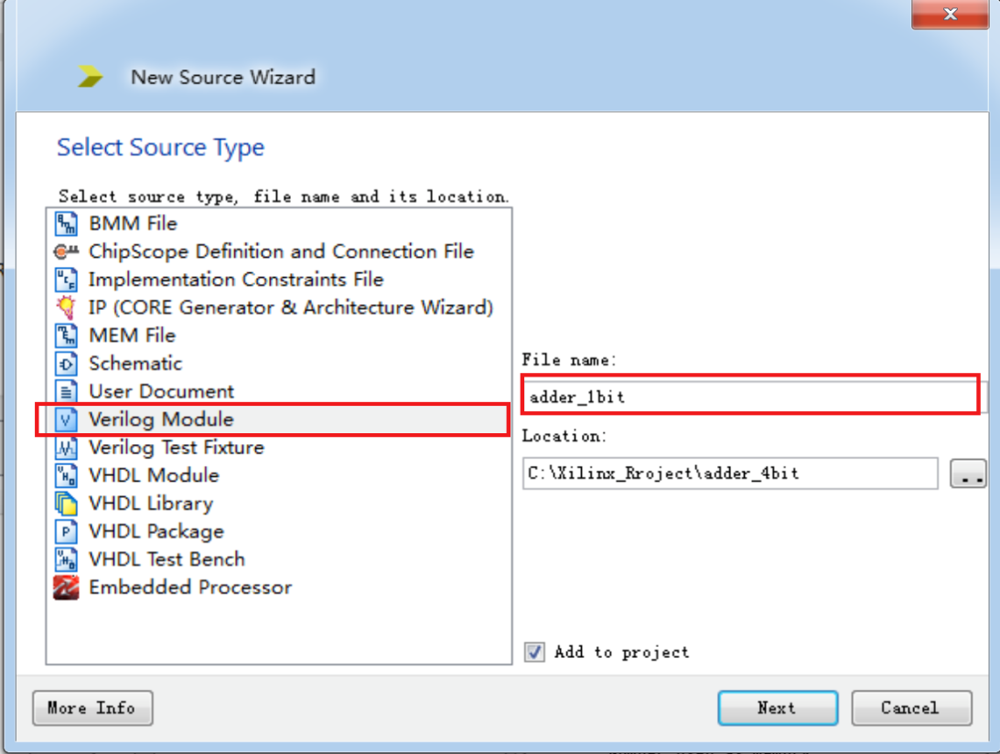 New Source Wizard
Select Source Type
Select source type, file name and its location.
BMM File
ChipScope Definition and Connection File
Implementation Constraints File
IP (CORE Generator & Architecture Wizard)
MEM File
Schematic
User Document
Verilog Module
Verilog Test Fixture
VHDL Module
VHDL Library
VHDL Package
VHDL Test Bench
Embedded Processor
File name:
adder_1bit
Location:
C:\Xilinx_Rroject\adder_4bit
..
Add to project
More Info
Next
Cancel